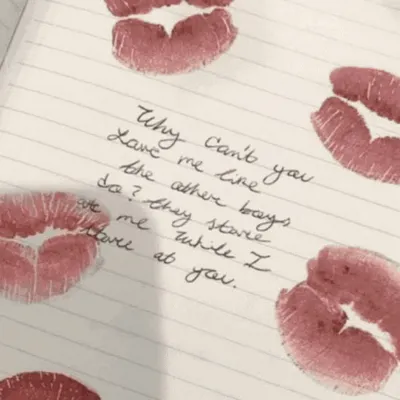 Why can't you
Love me like
the other boys
do? they stare
at me while I
stare at you.